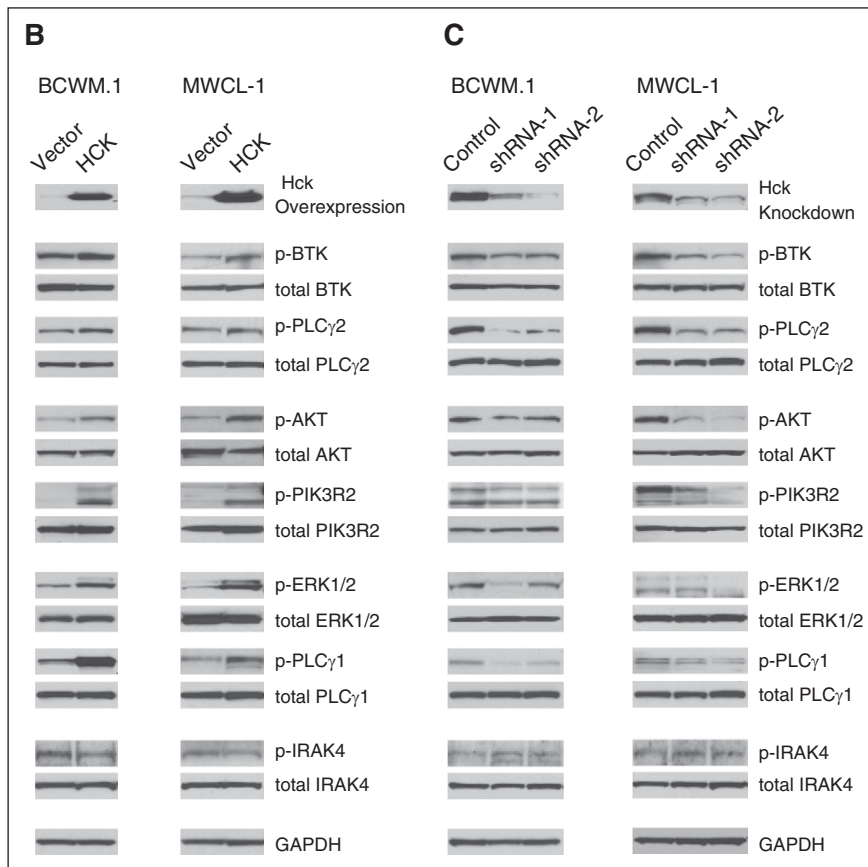 B
BCWM.1 MWCL-1
Vector HCK Vector HCK
Hck
Overexpression
p-BTK
total BTK
p-PLCγ2
total PLCγ2
p-AKT
total AKT
p-PIK3R2
total PIK3R2
p-ERK1/2
total ERK1/2
p-PLCγ1
total PLCγ1
p-IRAK4
total IRAK4
GAPDH
C
BCWM.1 MWCL-1
Control shRNA-1 shRNA-2 Control shRNA-1 shRNA-2
Hck
Knockdown
p-BTK
total BTK
p-PLCγ2
total PLCγ2
p-AKT
total AKT
p-PIK3R2
total PIK3R2
p-ERK1/2
total ERK1/2
p-PLCγ1
total PLCγ1
p-IRAK4
total IRAK4
GAPDH